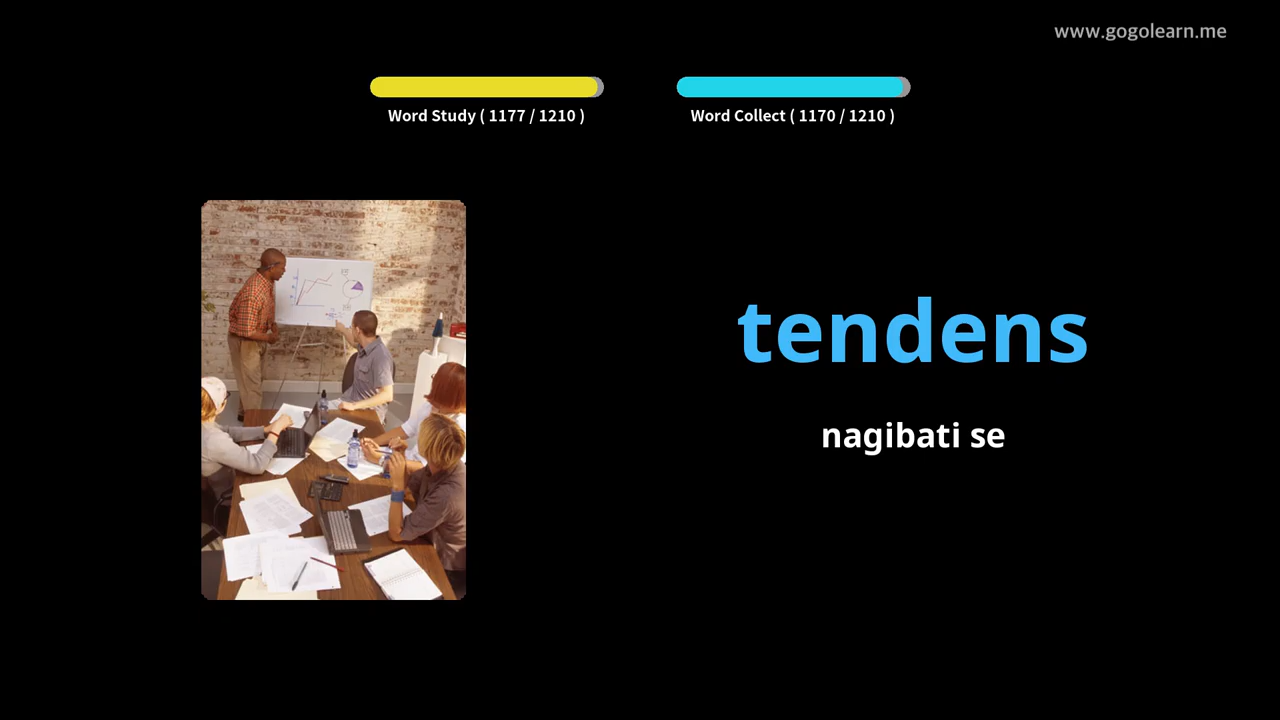 www.gogolearn.me
Word Study ( 1177 / 1210 )
Word Collect ( 1170 / 1210 )
tendens
nagibati se